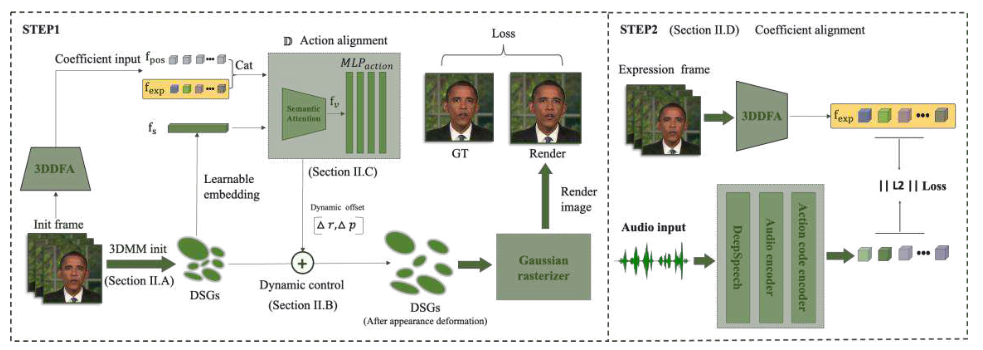 STEP1
𝔻 Action alignment
Loss
Coefficient input
f_pos
f_exp
Cat
MLP_action
Semantic
Attention
f_v
f_s
3DDFA
GT
Render
(Section II.C)
Learnable
embedding
Render
image
Dynamic offset
[△ r,△ p]
Init frame
3DMM init
(Section II.A)
DSGs
Dynamic control
(Section II.B)
DSGs
(After appearance deformation)
Gaussian
rasterizer
STEP2 (Section II.D) Coefficient alignment
Expression frame
3DDFA
f_exp
|| L2 || Loss
Audio input
DeepSpeech
Audio encoder
Action code encoder